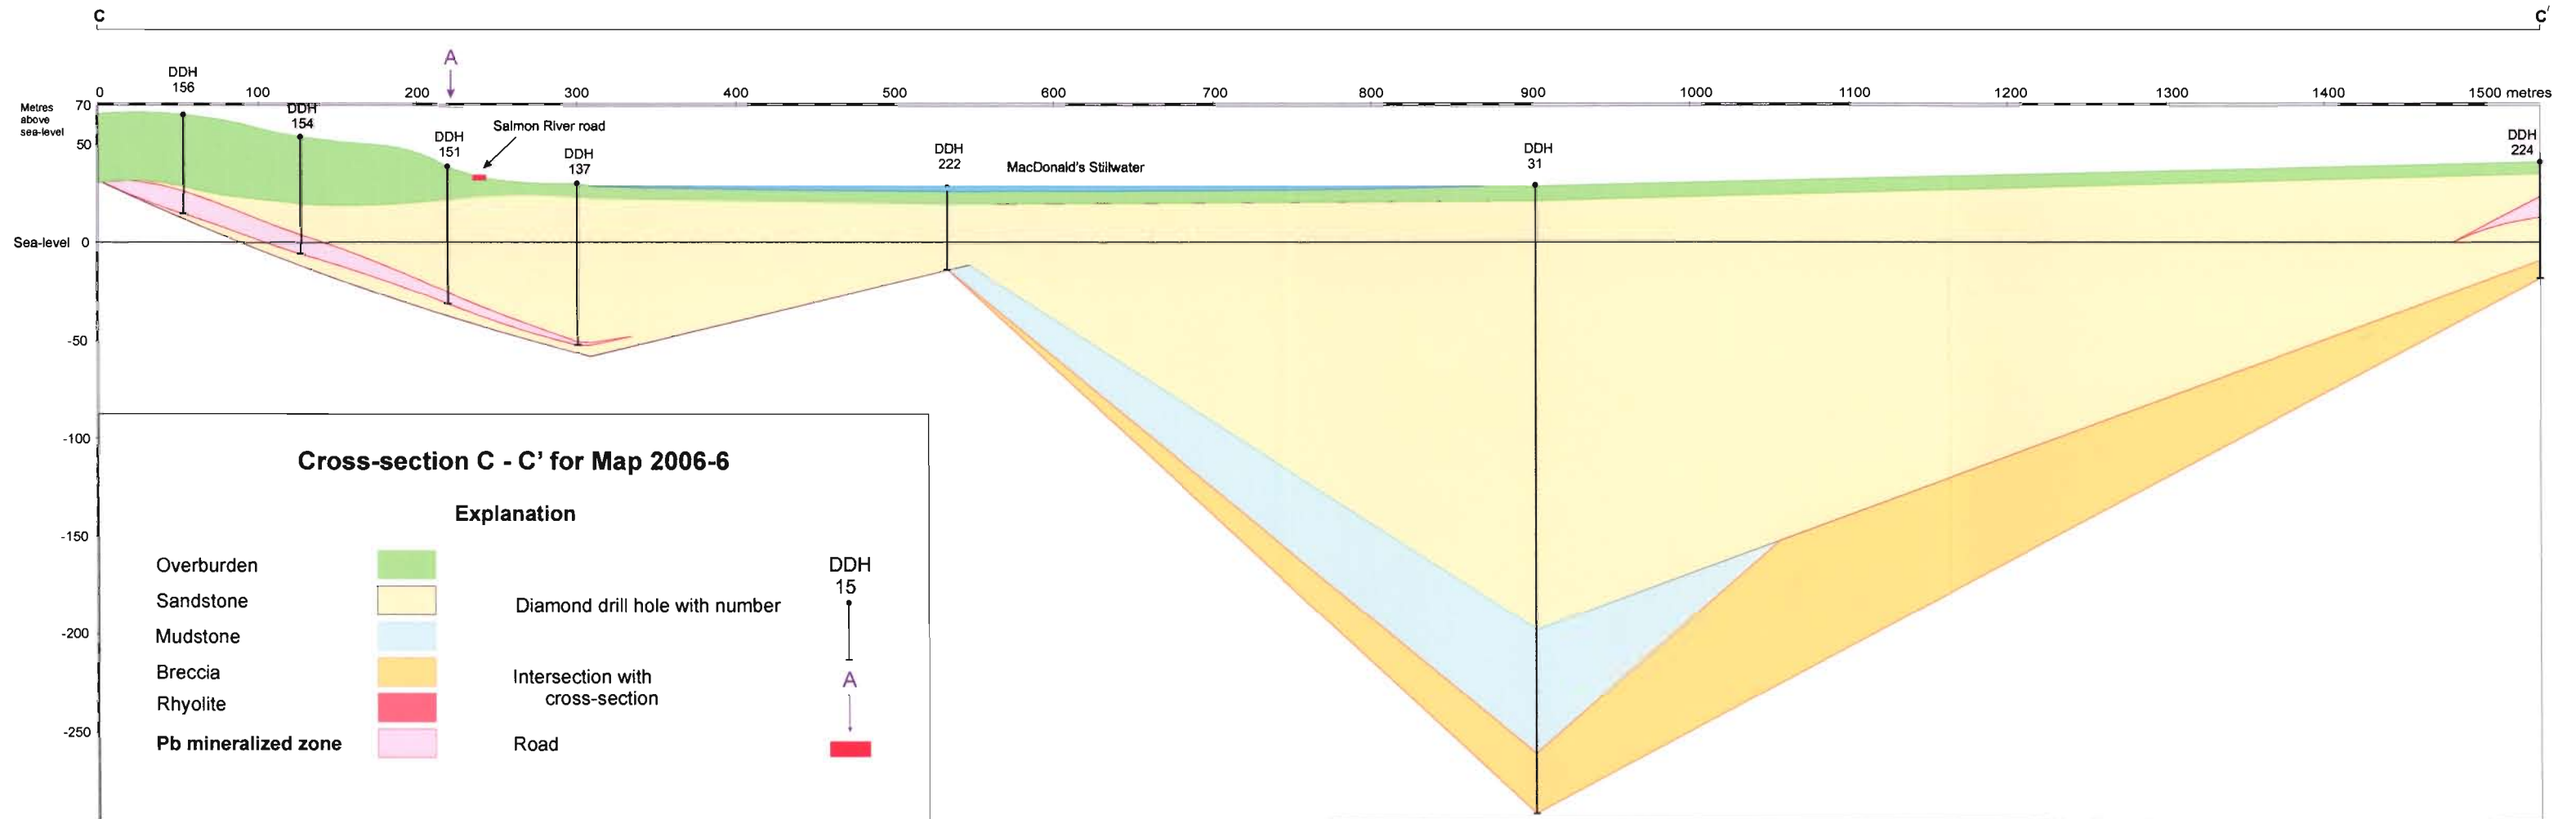 C
C'
A
DDH
156
0
100
200
300
400
500
600
700
800
900
1000
1100
1200
1300
1400
1500 metres
Metres
above
sea-level
70
50
Sea-level 0
-50
-100
-150
-200
-250
DDH
154
DDH
151
Salmon River road
DDH
137
DDH
222
MacDonald's Stillwater
DDH
31
DDH
224
Cross-section C - C' for Map 2006-6
Explanation
Overburden
Sandstone
Mudstone
Breccia
Rhyolite
Pb mineralized zone
DDH
15
Diamond drill hole with number
A
Intersection with
cross-section
Road